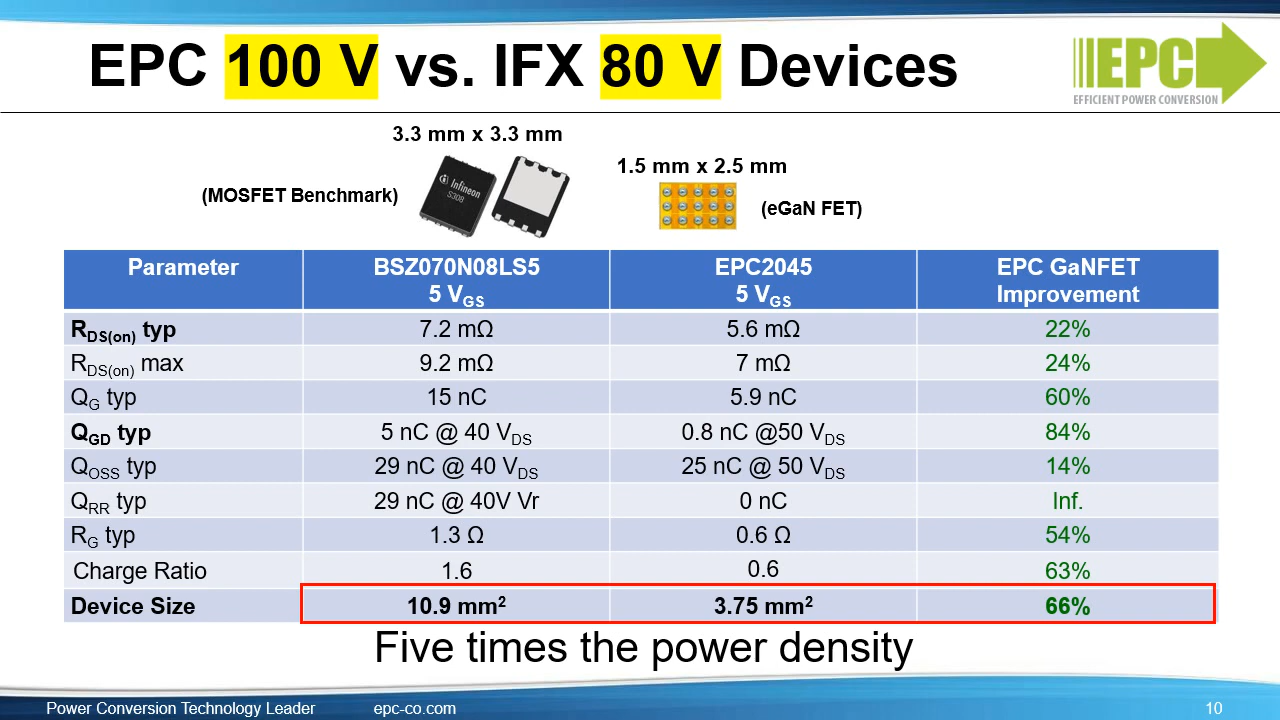 EPC 100 V vs. IFX 80 V Devices
EPC
EFFICIENT POWER CONVERSION
3.3 mm x 3.3 mm
1.5 mm x 2.5 mm
(MOSFET Benchmark)
Infineon
S308
(eGaN FET)
Parameter BSZ070N08LS5 5 VGS EPC2045 5 VGS EPC GaNFET Improvement
RDS(on) typ 7.2 mΩ 5.6 mΩ 22%
RDS(on) max 9.2 mΩ 7 mΩ 24%
QG typ 15 nC 5.9 nC 60%
QGD typ 5 nC @ 40 VDS 0.8 nC @50 VDS 84%
QOSS typ 29 nC @ 40 VDS 25 nC @ 50 VDS 14%
QRR typ 29 nC @ 40V Vr 0 nC Inf.
RG typ 1.3 Ω 0.6 Ω 54%
Charge Ratio 1.6 0.6 63%
Device Size 10.9 mm² 3.75 mm² 66%
Five times the power density
Power Conversion Technology Leader epc-co.com 10